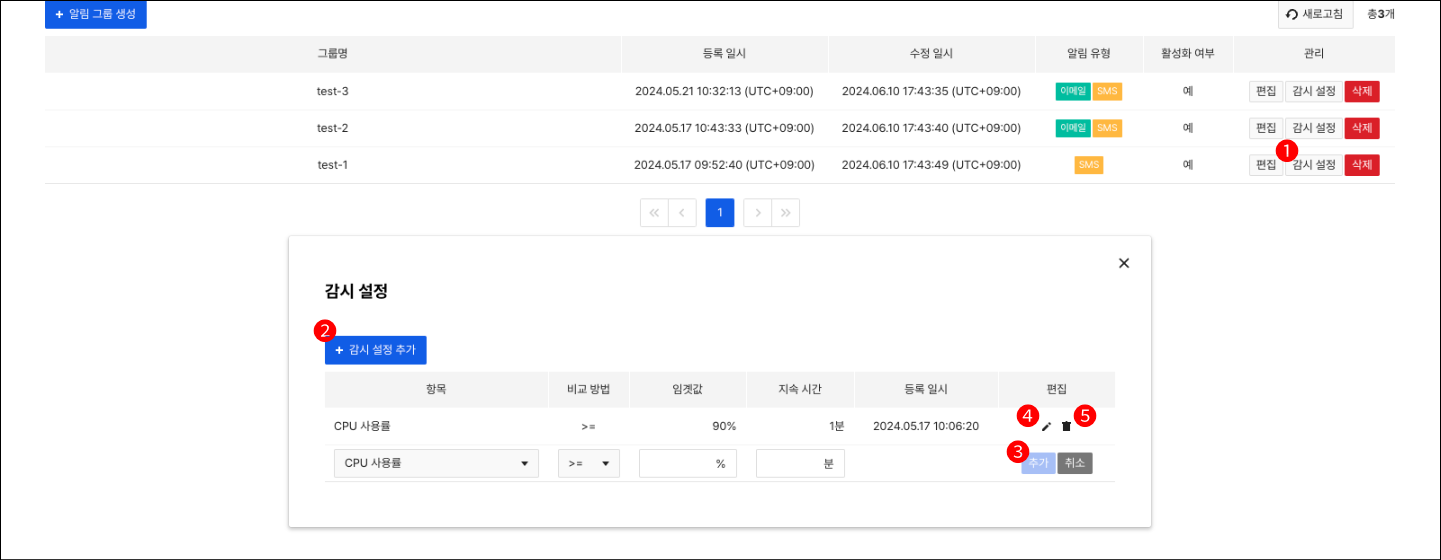 + 알림 그룹 생성 새로고침 총3개
그룹명 등록 일시 수정 일시 알림 유형 활성화 여부 관리
test-3 2024.05.21 10:32:13 (UTC+09:00) 2024.06.10 17:43:35 (UTC+09:00) 이메일 SMS 예 편집 감시 설정 삭제
test-2 2024.05.17 10:43:33 (UTC+09:00) 2024.06.10 17:43:40 (UTC+09:00) 이메일 SMS 예 편집 감시 설정 삭제
1
test-1 2024.05.17 09:52:40 (UTC+09:00) 2024.06.10 17:43:49 (UTC+09:00) SMS 예 편집 감시 설정 삭제
1
감시 설정
2
+ 감시 설정 추가
항목 비교 방법 임곗값 지속 시간 등록 일시 편집
CPU 사용률 >= 90% 1분 2024.05.17 10:06:20 4 5
3
CPU 사용률 >= % 분 추가 취소